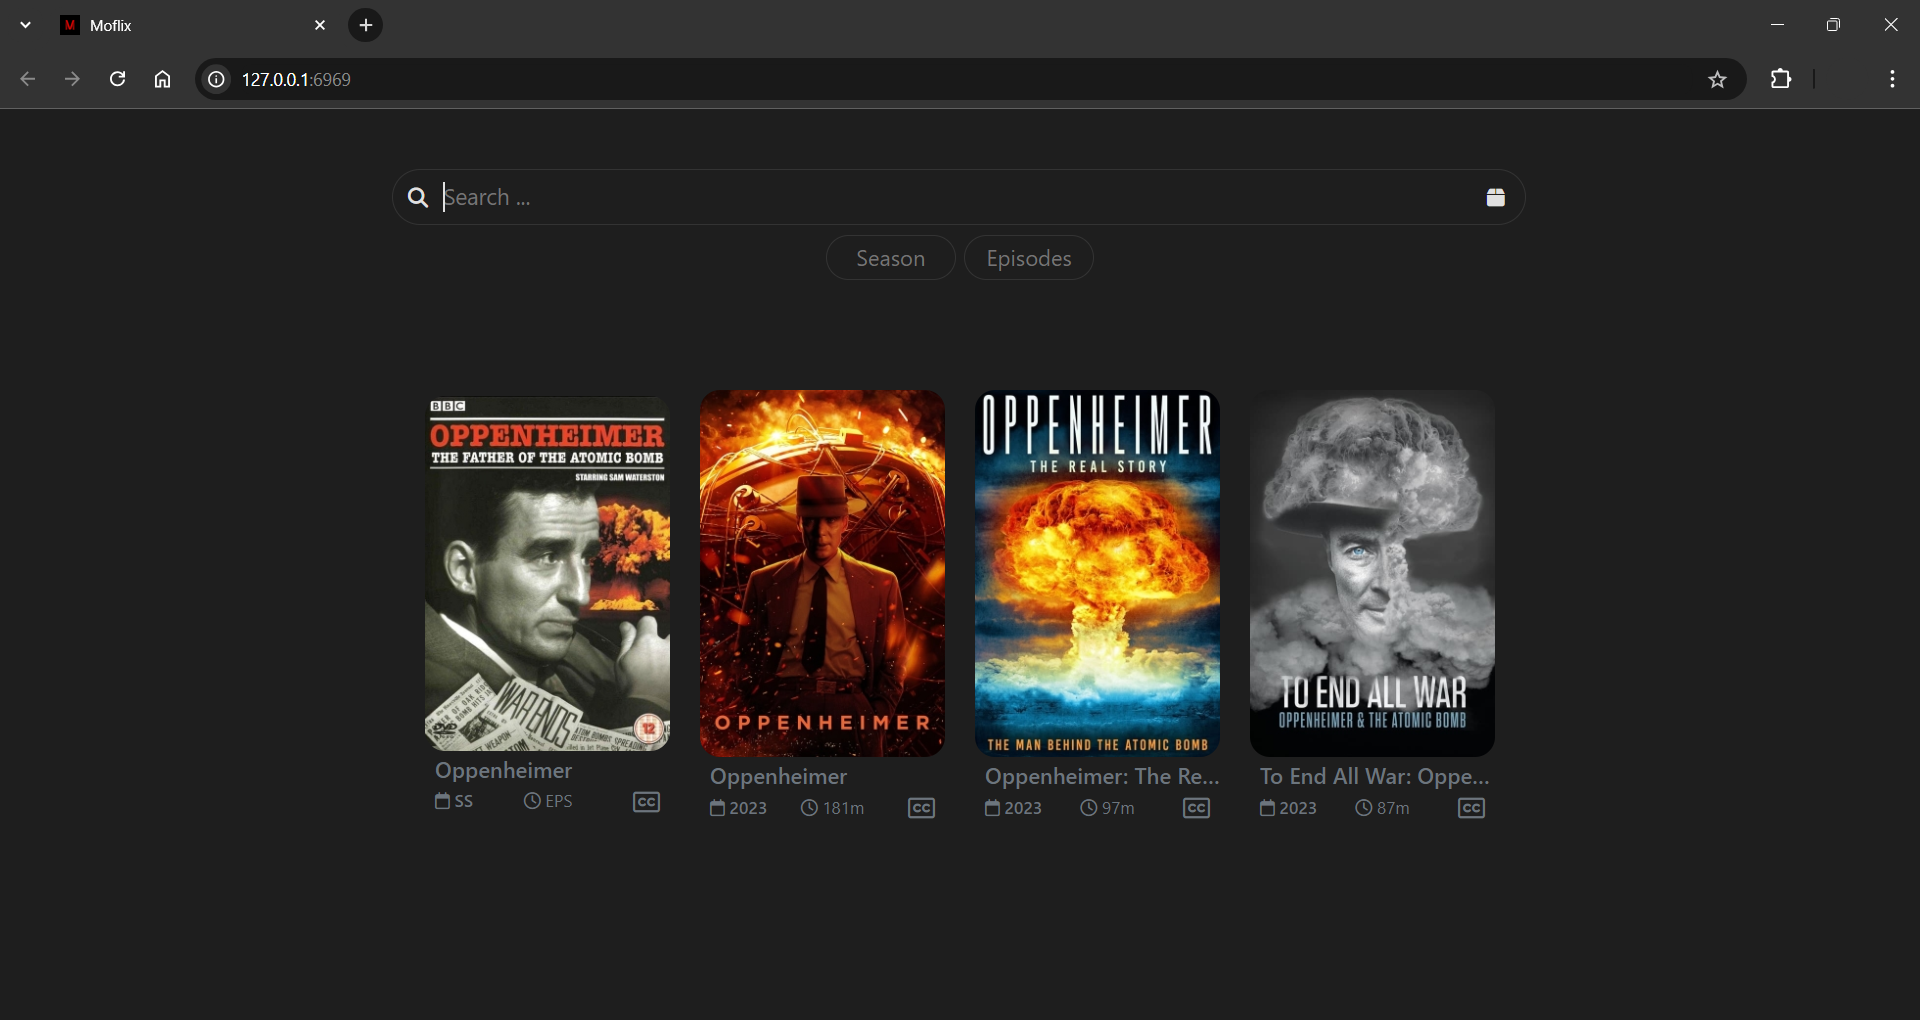 M Moflix
127.0.0.1:6969
Search ...
Season Episodes
BBC
OPPENHEIMER
THE FATHER OF THE ATOMIC BOMB
STARRING SAM WATERSTON
WAR ENDS
12
Oppenheimer
SS EPS CC
OPPENHEIMER
Oppenheimer
2023 181m CC
OPPENHEIMER
THE REAL STORY
THE MAN BEHIND THE ATOMIC BOMB
Oppenheimer: The Re...
2023 97m CC
TO END ALL WAR
OPPENHEIMER & THE ATOMIC BOMB
To End All War: Oppe...
2023 87m CC